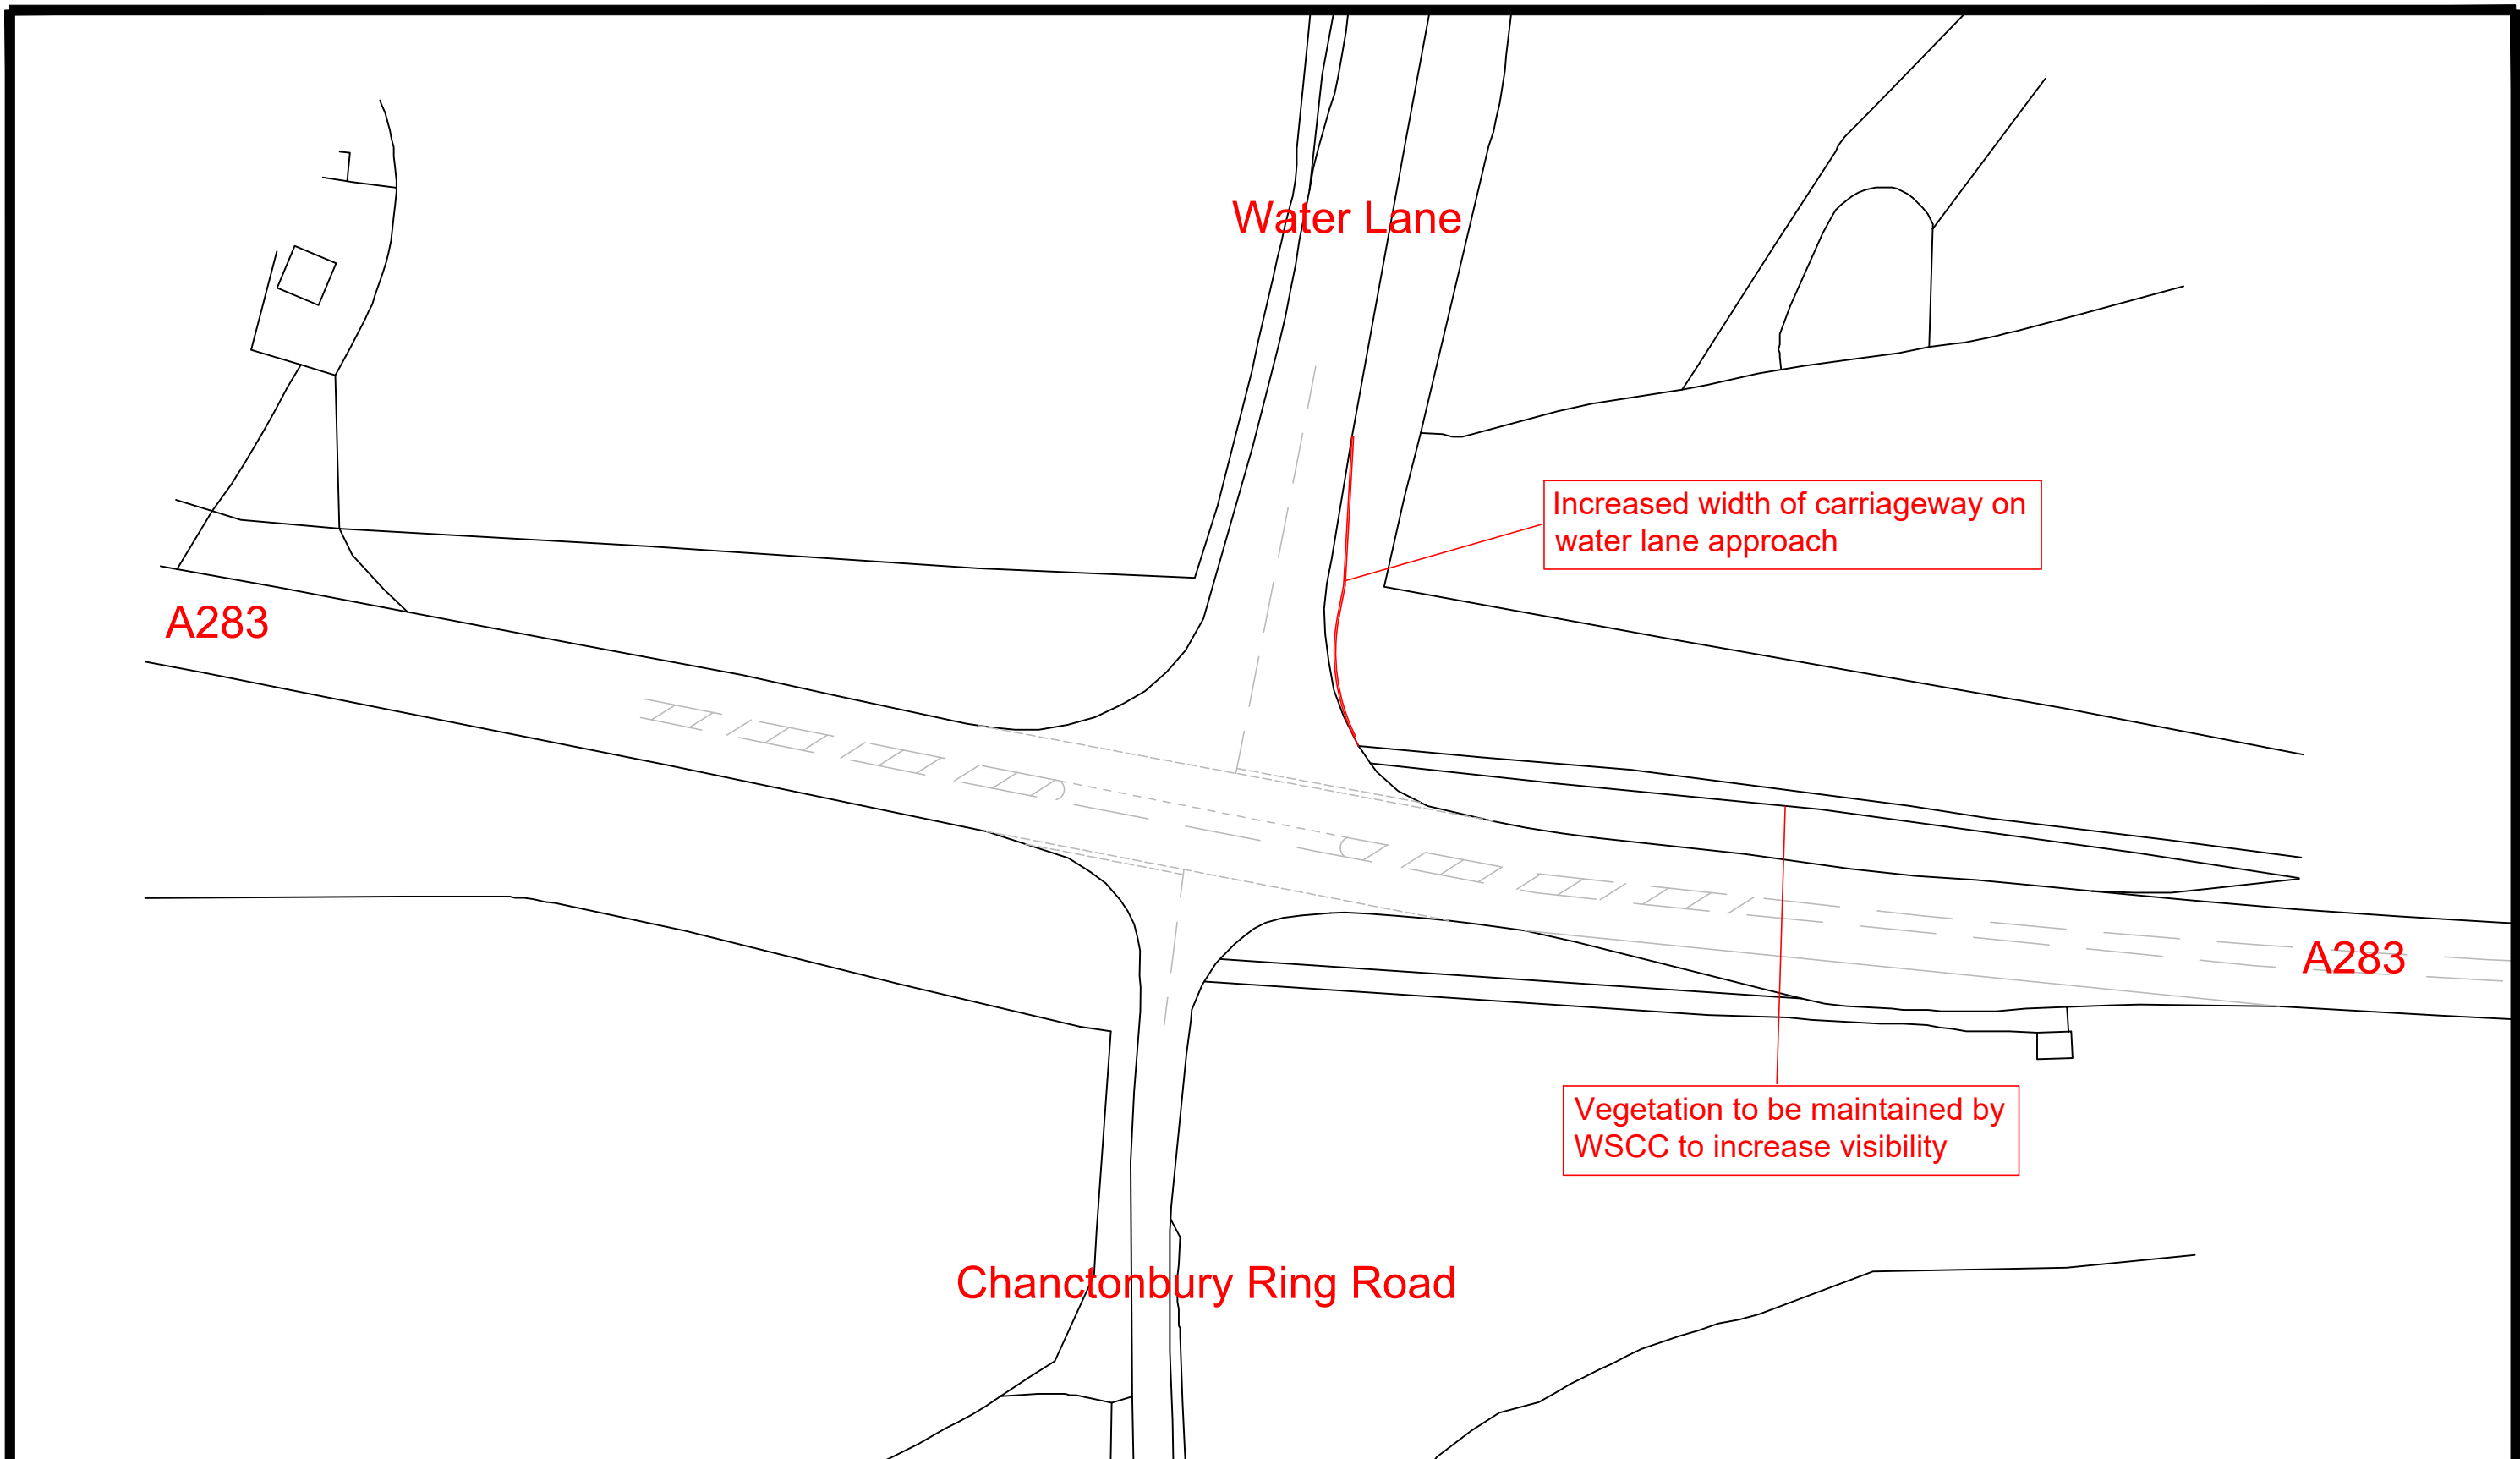 Water Lane
Increased width of carriageway on
water lane approach
A283
A283
Vegetation to be maintained by
WSCC to increase visibility
Chanctonbury Ring Road